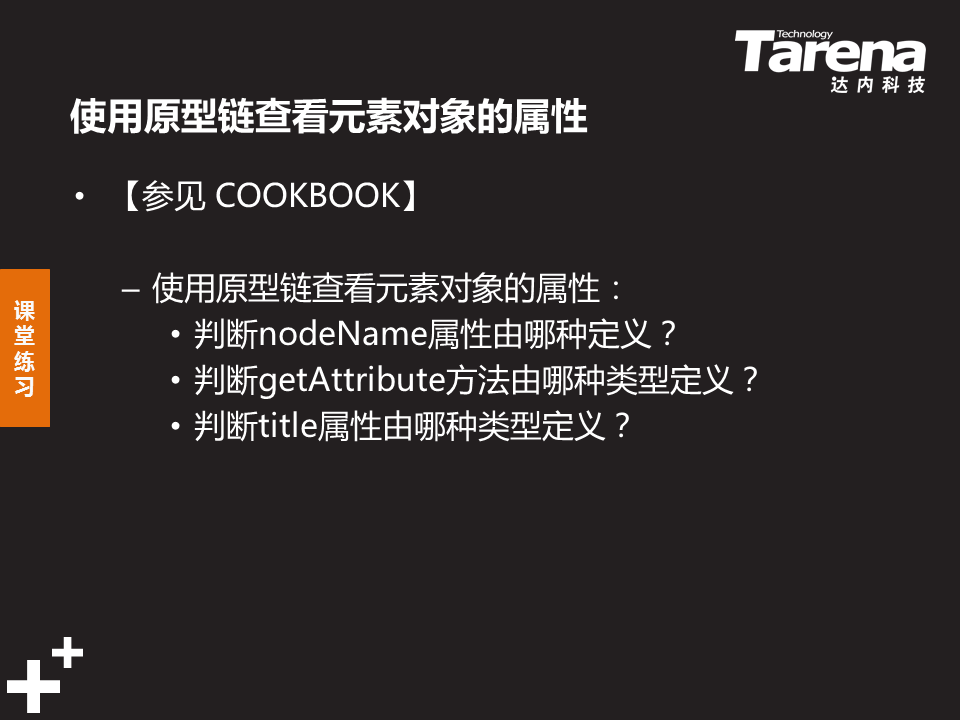 Technology
Tarena
达内科技
使用原型链查看元素对象的属性
• 【参见 COOKBOOK】
– 使用原型链查看元素对象的属性：
• 判断nodeName属性由哪种定义？
• 判断getAttribute方法由哪种类型定义？
• 判断title属性由哪种类型定义？
课
堂
练
习